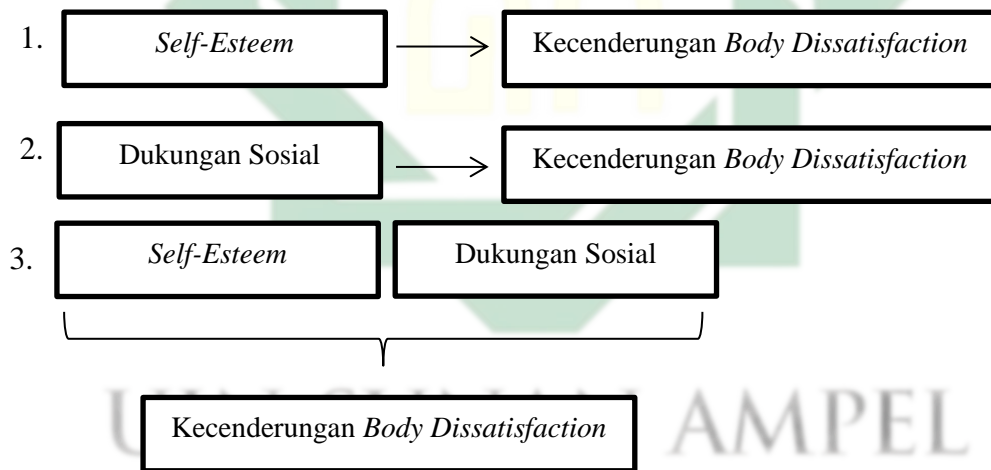 1. Self-Esteem Kecenderungan Body Dissatisfaction
2. Dukungan Sosial Kecenderungan Body Dissatisfaction
3. Self-Esteem Dukungan Sosial
Kecenderungan Body Dissatisfaction
AMPEL